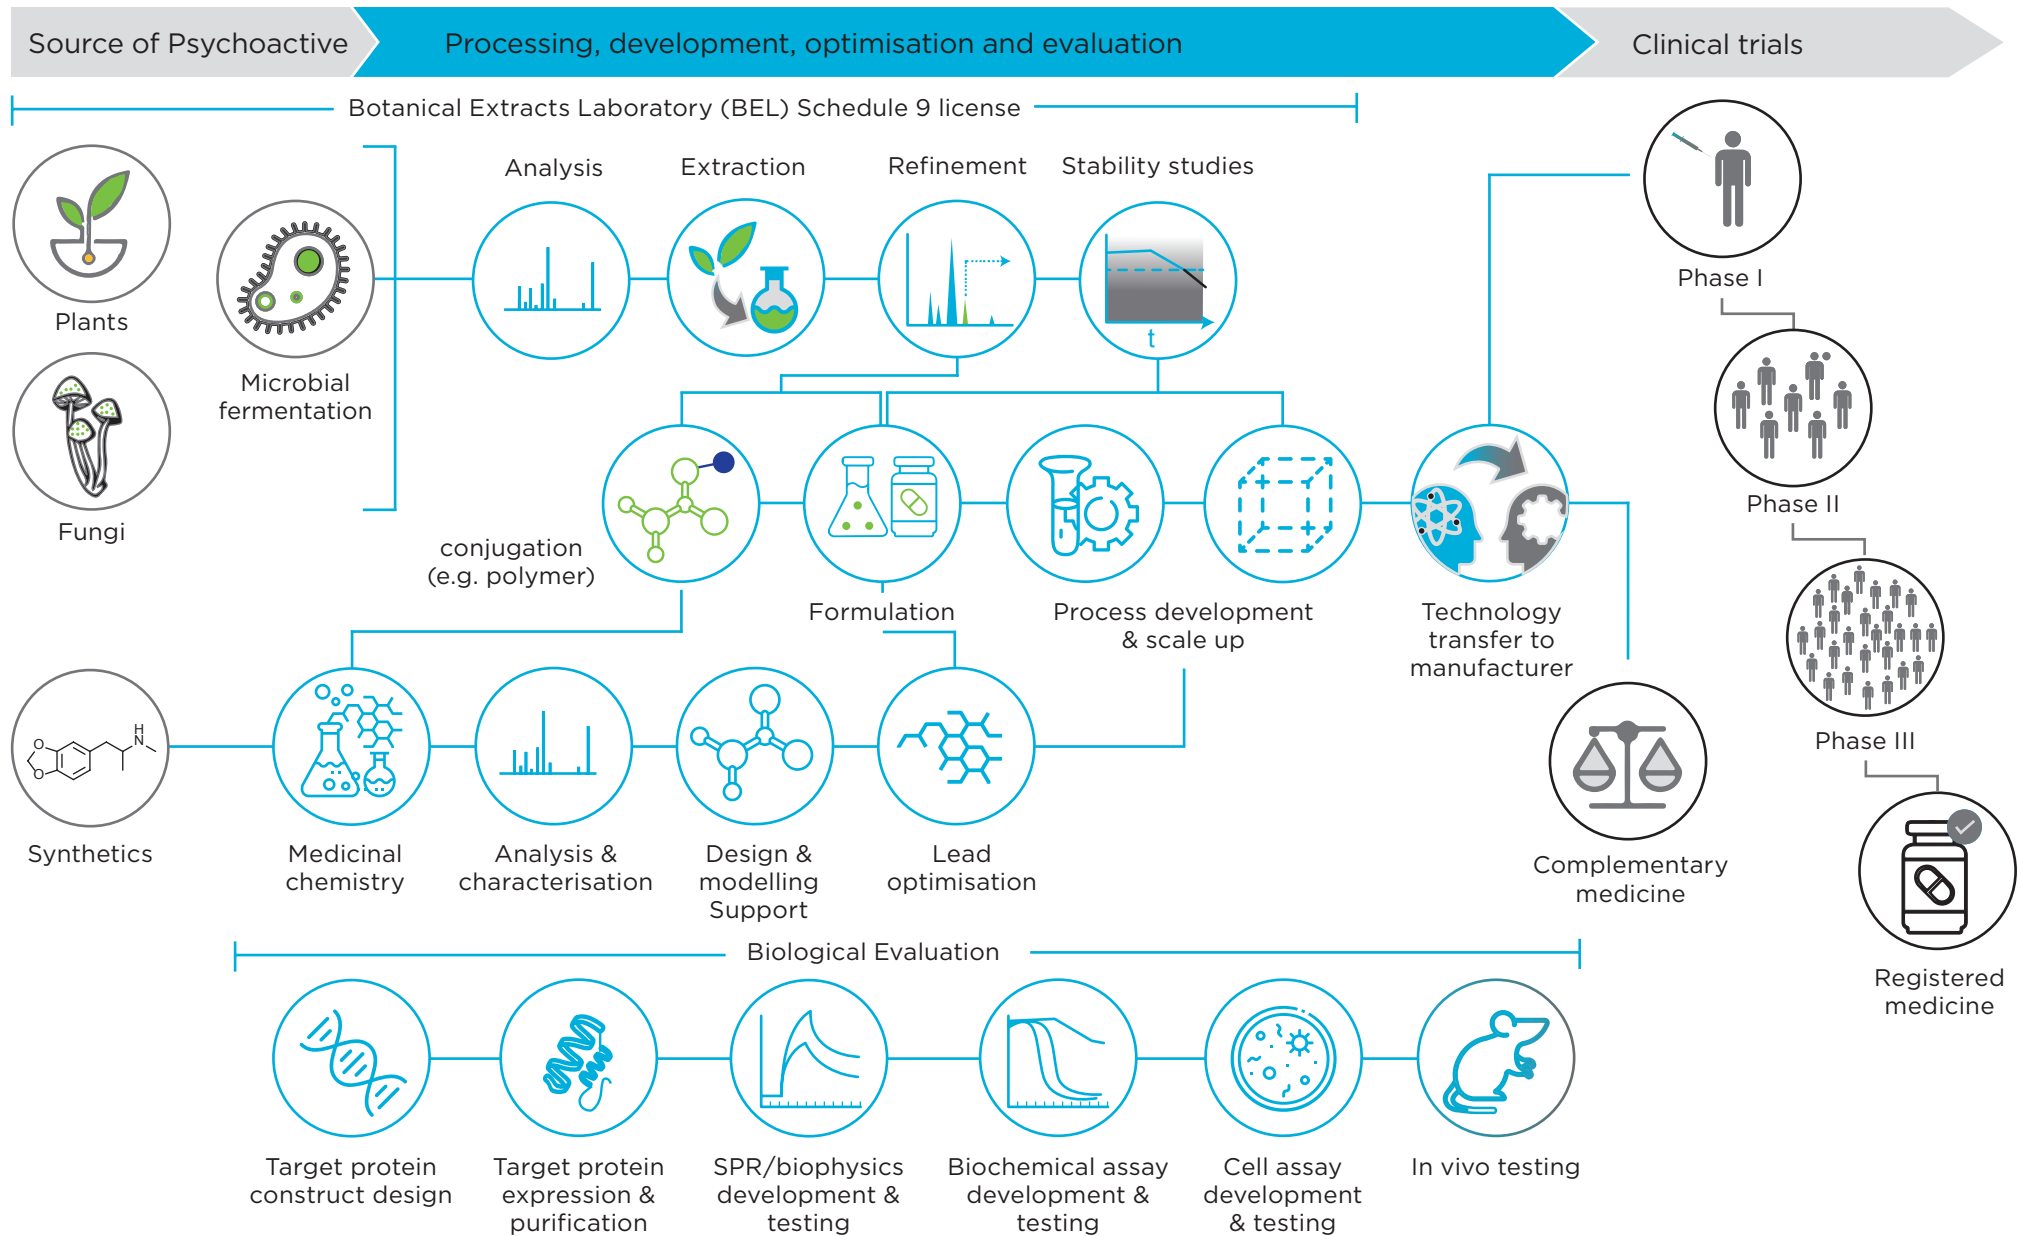 Source of Psychoactive
Processing, development, optimisation and evaluation
Clinical trials
Botanical Extracts Laboratory (BEL) Schedule 9 license
Analysis
Extraction
Refinement
Stability studies
t
Plants
Microbial
fermentation
Fungi
Phase I
Phase II
conjugation
(e.g. polymer)
Formulation
Process development
& scale up
Technology
transfer to
manufacturer
Phase III
O
O
H
N
Synthetics
Medicinal
chemistry
Analysis &
characterisation
Design &
modelling
Support
Lead
optimisation
Complementary
medicine
Registered
medicine
Biological Evaluation
Target protein
construct design
Target protein
expression &
purification
SPR/biophysics
development &
testing
Biochemical assay
development &
testing
Cell assay
development
& testing
In vivo testing